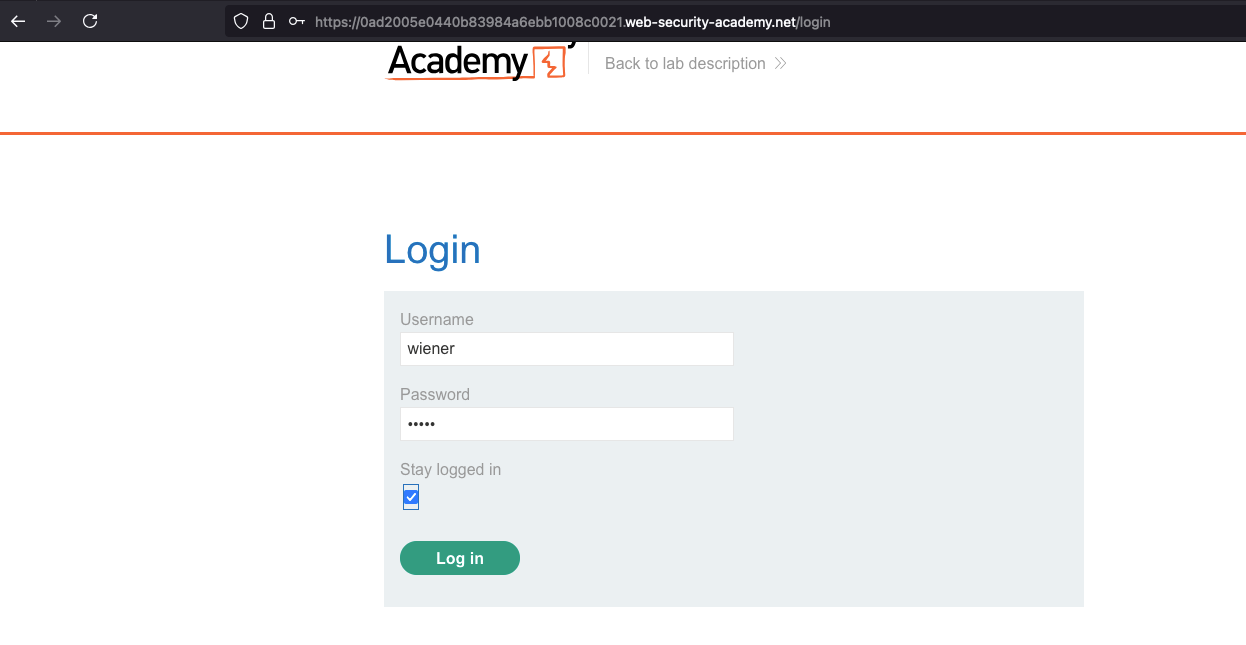 https://0ad2005e0440b83984a6ebb1008c0021.web-security-academy.net/login
Academy
Back to lab description
Login
Username
wiener
Password
•••••
Stay logged in
Log in